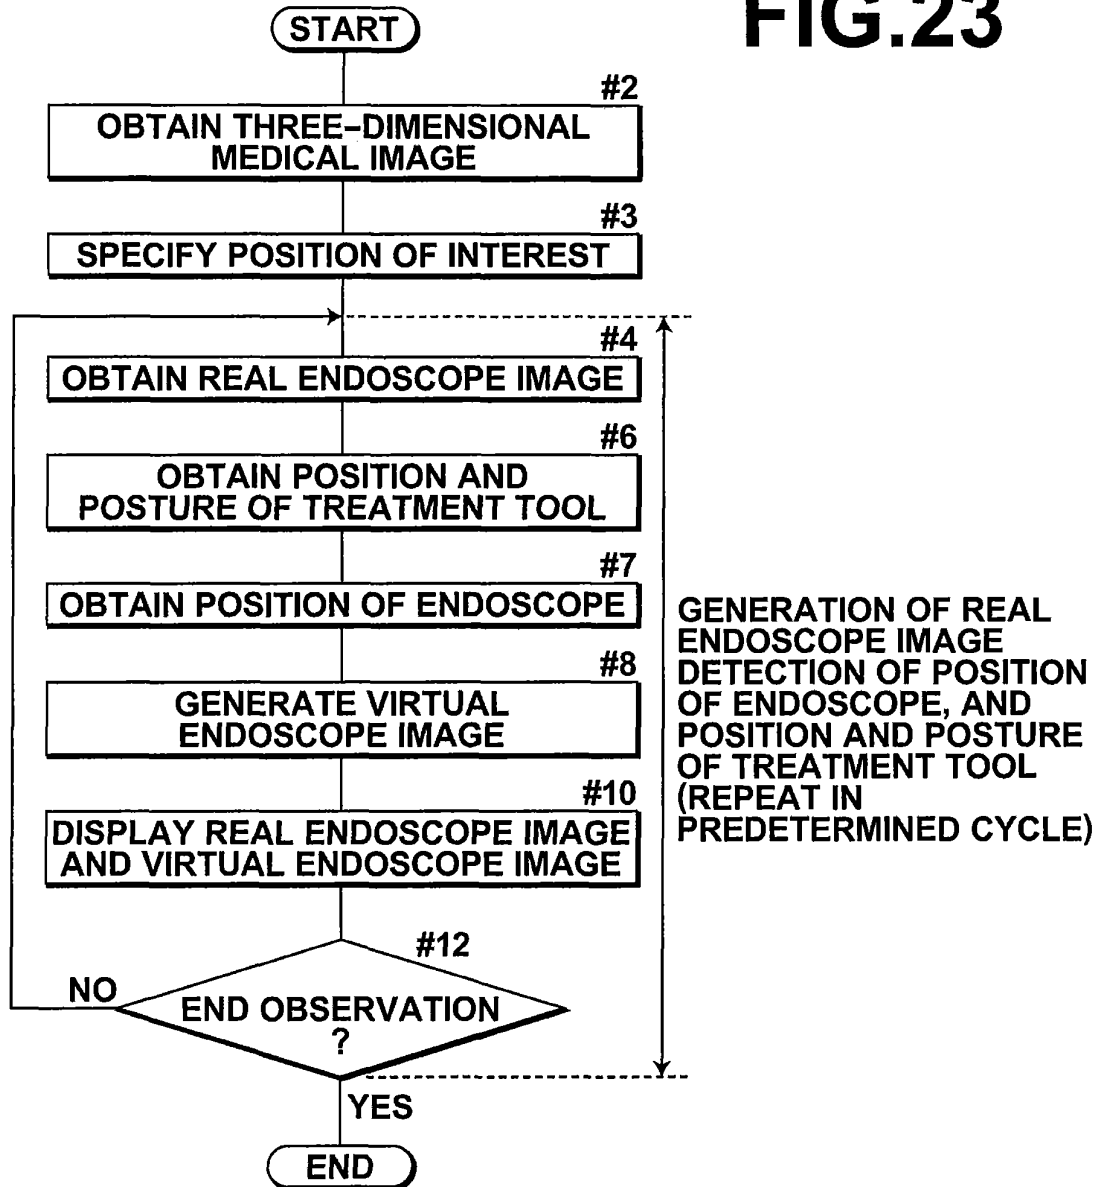 FIG.23
START
#2
OBTAIN THREE-DIMENSIONAL
MEDICAL IMAGE
#3
SPECIFY POSITION OF INTEREST
#4
OBTAIN REAL ENDOSCOPE IMAGE
#6
OBTAIN POSITION AND
POSTURE OF TREATMENT TOOL
#7
OBTAIN POSITION OF ENDOSCOPE
#8
GENERATE VIRTUAL
ENDOSCOPE IMAGE
#10
DISPLAY REAL ENDOSCOPE IMAGE
AND VIRTUAL ENDOSCOPE IMAGE
#12
NO
END OBSERVATION
?
YES
END
GENERATION OF REAL
ENDOSCOPE IMAGE
DETECTION OF POSITION
OF ENDOSCOPE, AND
POSITION AND POSTURE
OF TREATMENT TOOL
(REPEAT IN
PREDETERMINED CYCLE)